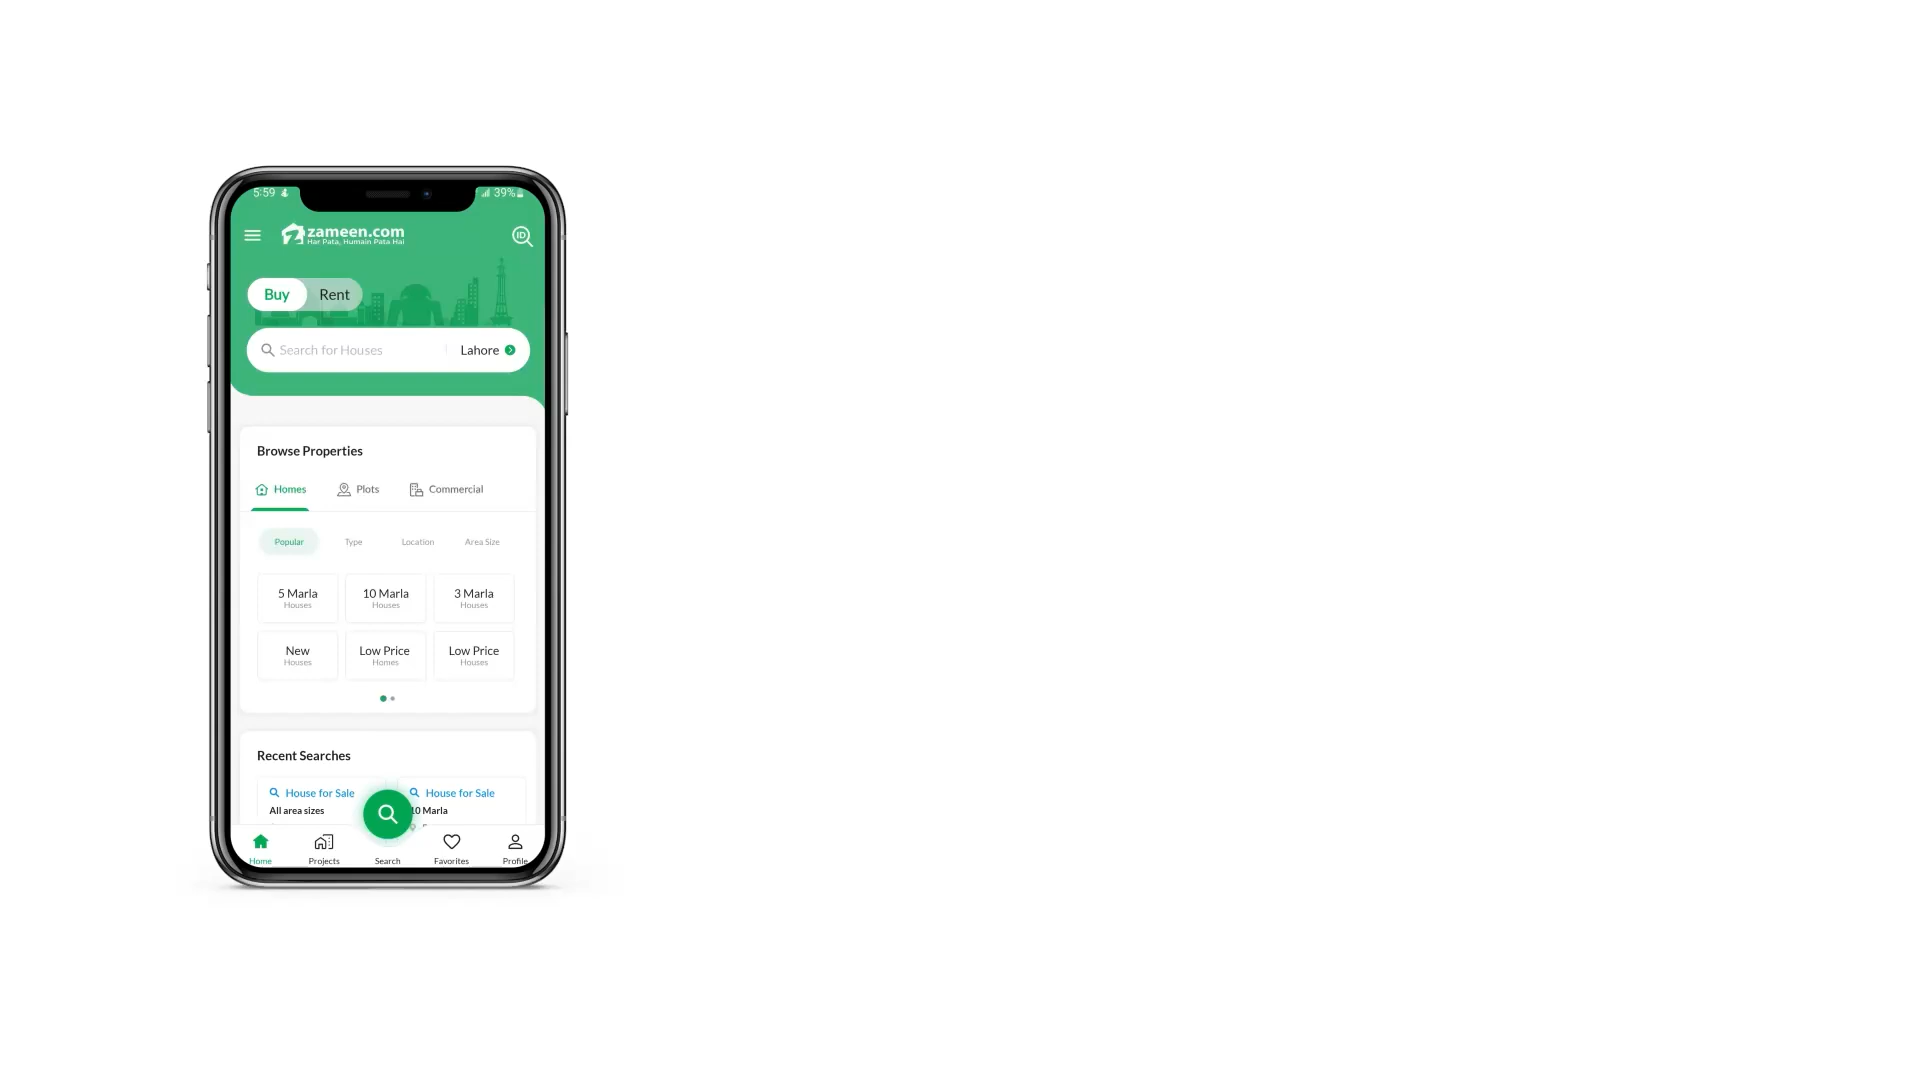 5:59 39%
zameen.com
Har Pata, Humain Pata Hai
ID
Buy Rent
Search for Houses Lahore
Browse Properties
Homes Plots Commercial
Popular Type Location Area Size
5 Marla 10 Marla 3 Marla
Houses Houses Houses
New Low Price Low Price
Houses Homes Houses
Recent Searches
House for Sale House for Sale
All area sizes 10 Marla
Home Projects Search Favorites Profile